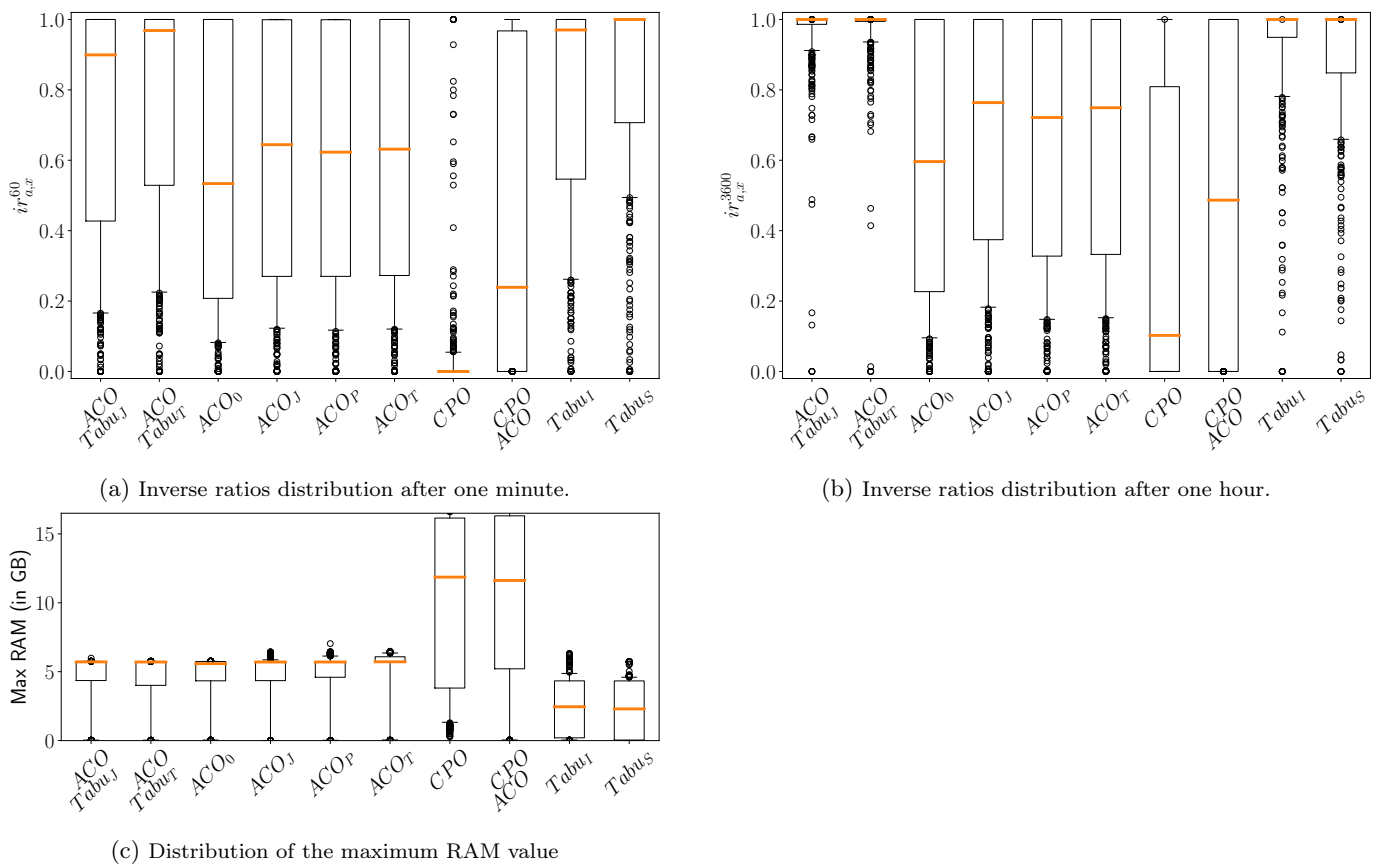 1.0
0.8
0.6
0.4
0.2
0.0
ir^{60}_{a,x}
ACO Tabu_J
ACO Tabu_T
ACO_0
ACO_J
ACO_P
ACO_T
CPO
CPO ACO
Tabu_I
Tabu_S
(a) Inverse ratios distribution after one minute.
1.0
0.8
0.6
0.4
0.2
0.0
ir^{3600}_{a,x}
ACO Tabu_J
ACO Tabu_T
ACO_0
ACO_J
ACO_P
ACO_T
CPO
CPO ACO
Tabu_I
Tabu_S
(b) Inverse ratios distribution after one hour.
15
10
5
0
Max RAM (in GB)
ACO Tabu_J
ACO Tabu_T
ACO_0
ACO_J
ACO_P
ACO_T
CPO
CPO ACO
Tabu_I
Tabu_S
(c) Distribution of the maximum RAM value